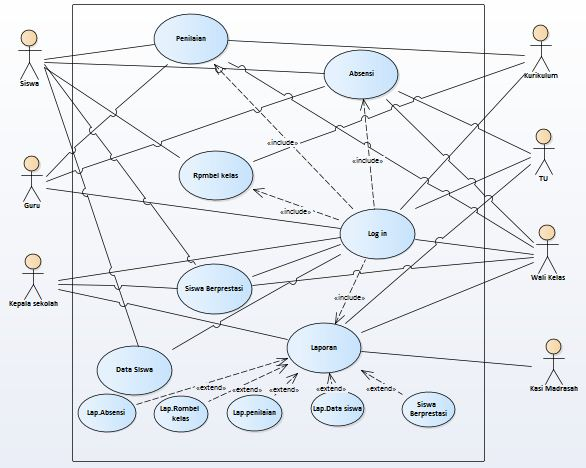 Penilaian
Absensi
Siswa
Kurikulum
«include»
«include»
Rpmbel kelas
TU
Guru
«include»
Log in
Wali Kelas
Siswa Berprestasi
Kepala sekolah
«include»
Laporan
Data Siswa
Kasi Madrasah
«extend»
«extend»
«extend»
«extend»
«extend»
Lap.Absensi
Lap.Rombel
kelas
Lap.penilaian
Lap.Data siswa
Siswa
Berprestasi